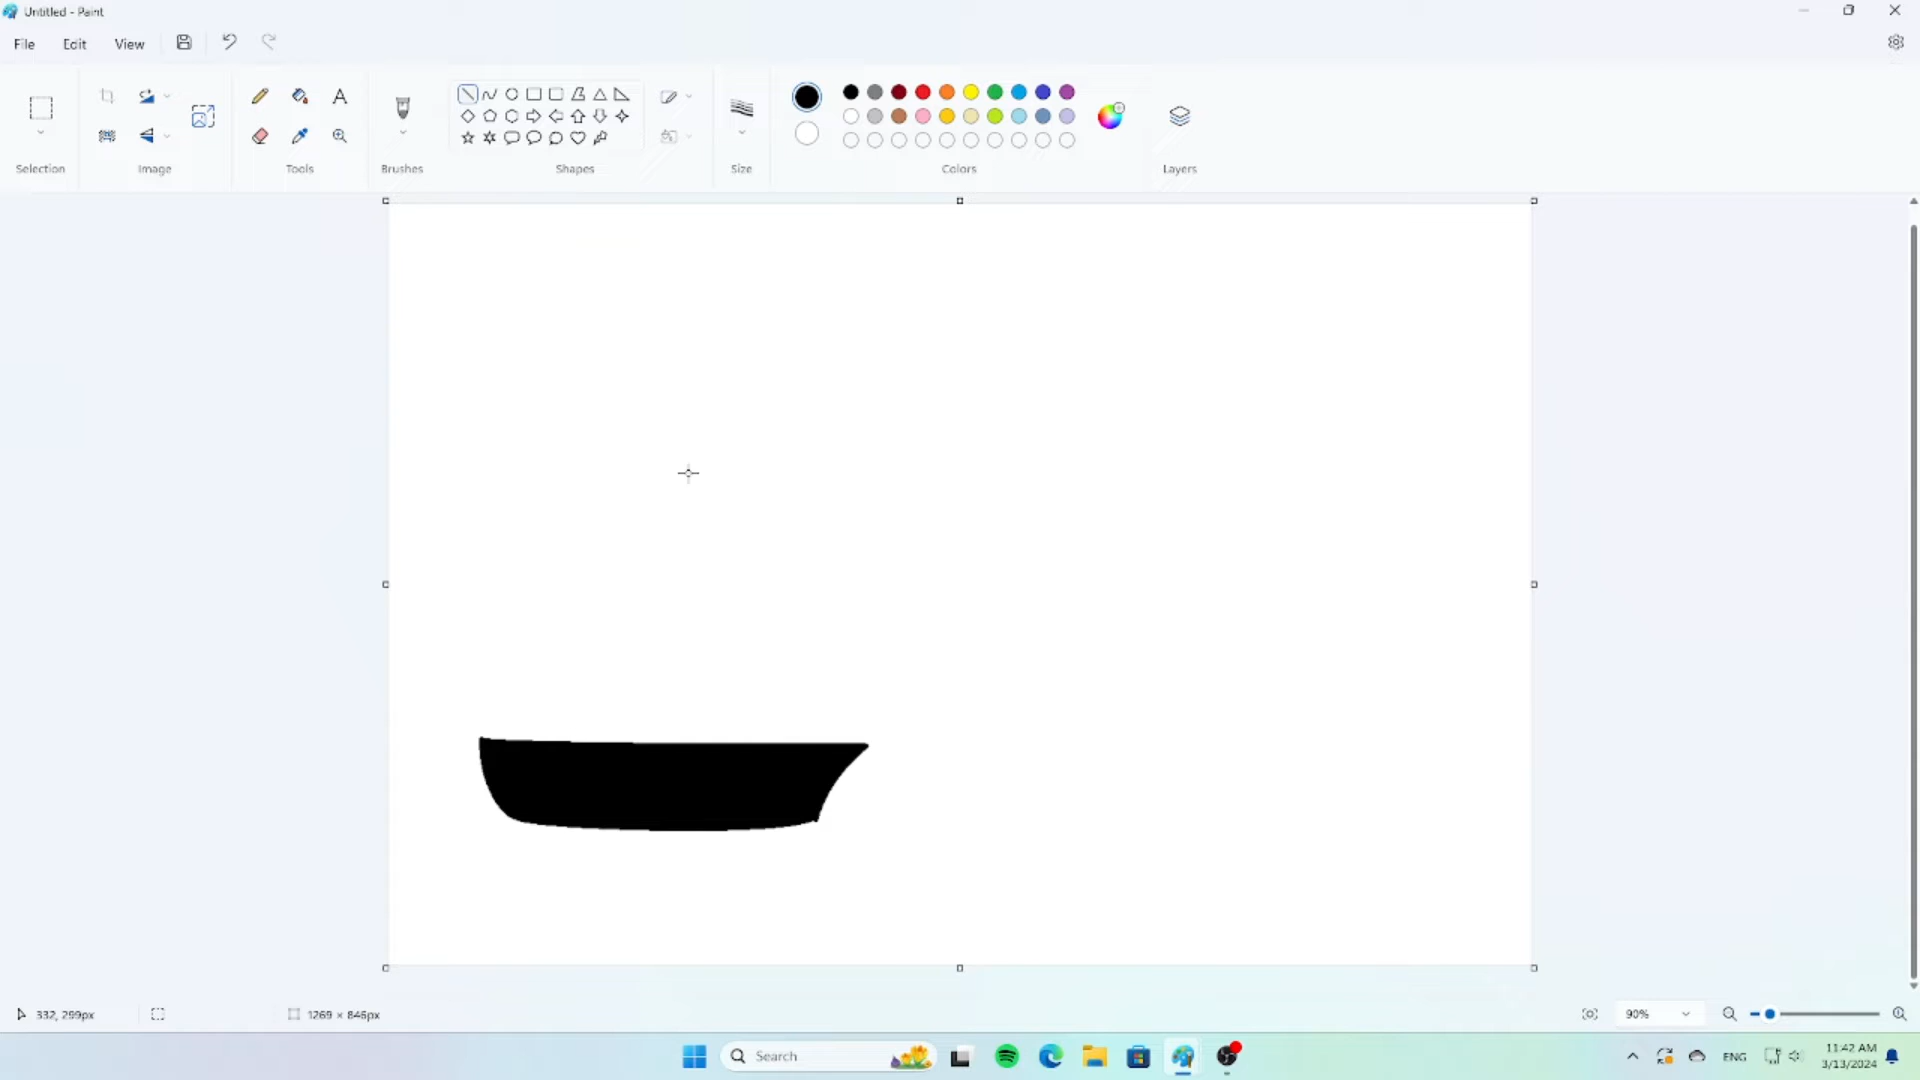 Untitled - Paint
File Edit View
Selection Image Tools Brushes Shapes Size Colors Layers
332, 299px 1269 × 846px 90%
Search ENG 11:42 AM
3/13/2024